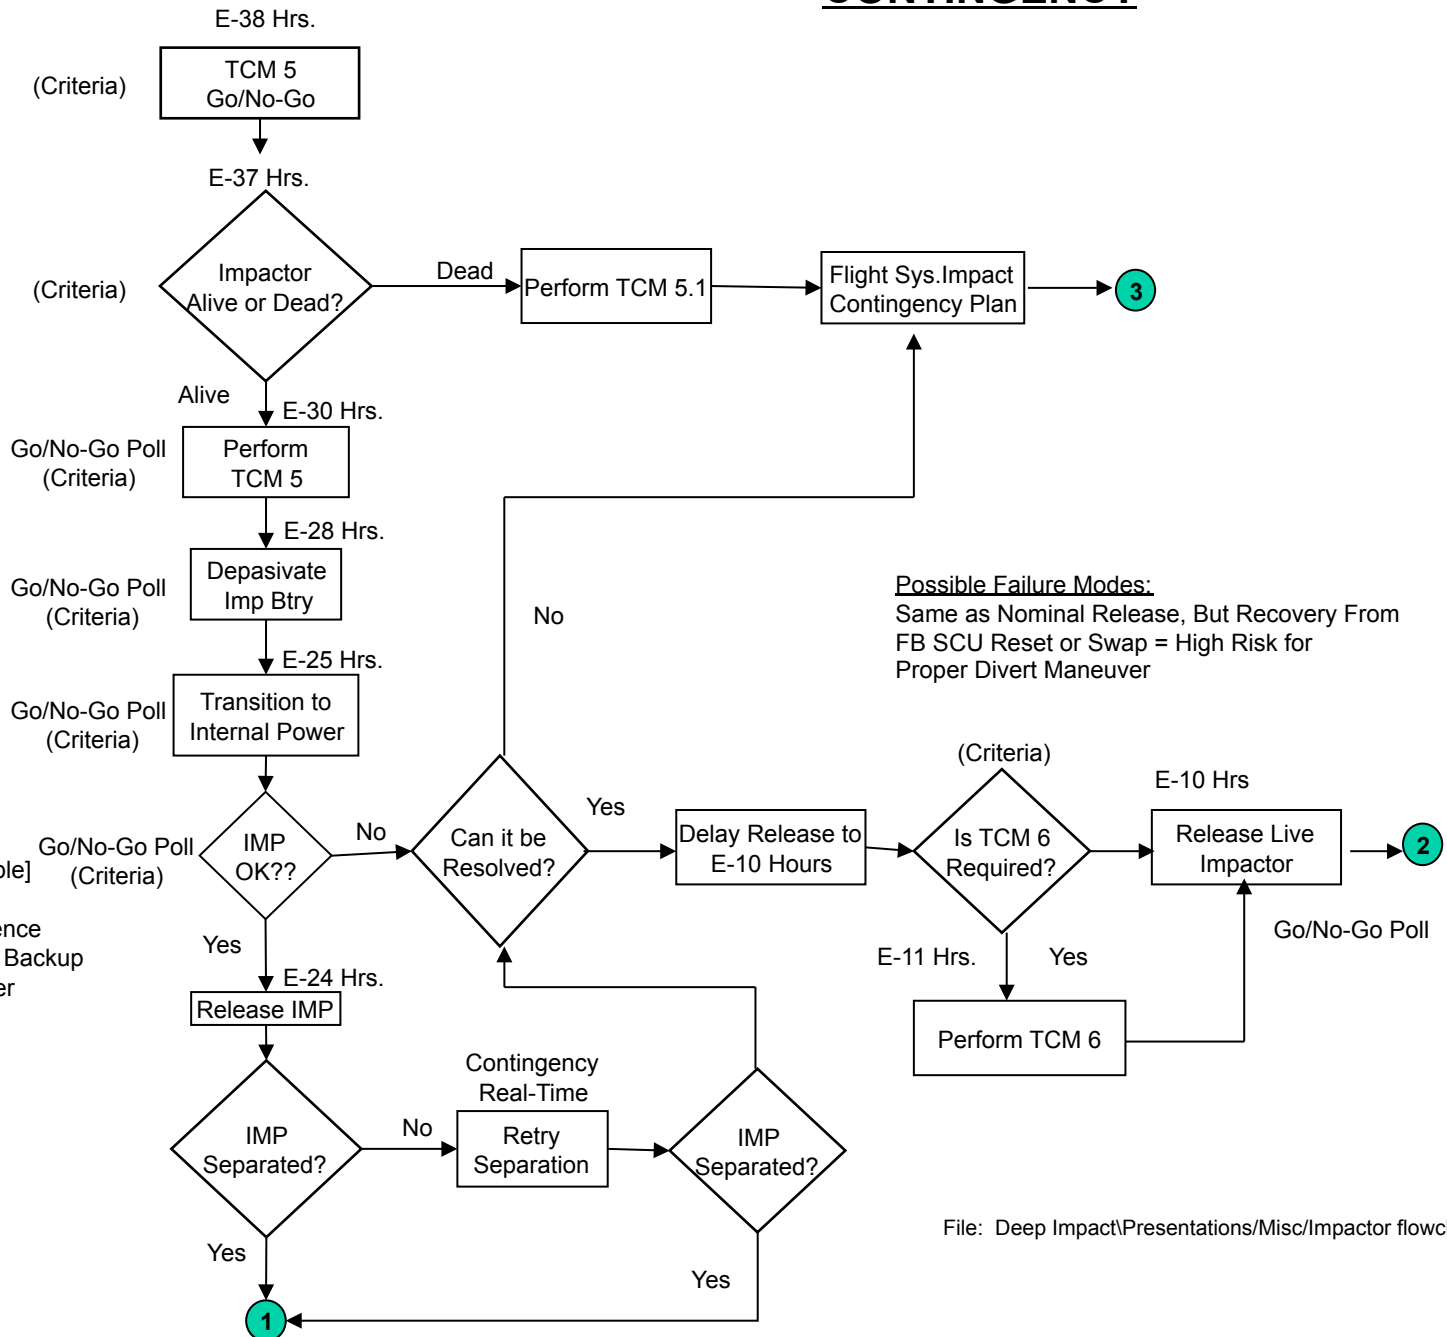 CONTINGENCY
E-38 Hrs.
(Criteria)
TCM 5
Go/No-Go
E-37 Hrs.
(Criteria)
Impactor
Alive or Dead?
Dead
Perform TCM 5.1
Flight Sys.Impact
Contingency Plan
3
Alive
E-30 Hrs.
Go/No-Go Poll
(Criteria)
Perform
TCM 5
E-28 Hrs.
Go/No-Go Poll
(Criteria)
Depasivate
Imp Btry
No
Possible Failure Modes:
Same as Nominal Release, But Recovery From
FB SCU Reset or Swap = High Risk for
Proper Divert Maneuver
E-25 Hrs.
Go/No-Go Poll
(Criteria)
Transition to
Internal Power
Go/No-Go Poll
(Criteria)
IMP
OK??
No
Can it be
Resolved?
Yes
Delay Release to
E-10 Hours
(Criteria)
Is TCM 6
Required?
E-10 Hrs
Release Live
Impactor
2
Go/No-Go Poll
Backup
Yes
E-24 Hrs.
Release IMP
E-11 Hrs.
Yes
Perform TCM 6
IMP
Separated?
No
Contingency
Real-Time
Retry
Separation
IMP
Separated?
Yes
Yes
1
File: Deep Impact\Presentations/Misc/Impactor